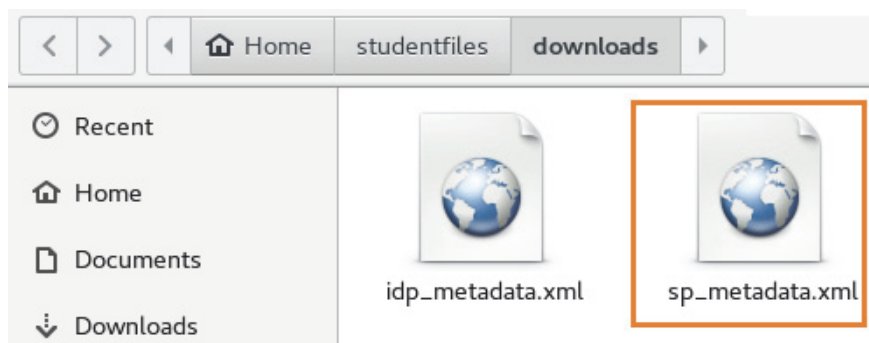 Home studentfiles downloads
Recent
Home
Documents
Downloads
idp_metadata.xml sp_metadata.xml